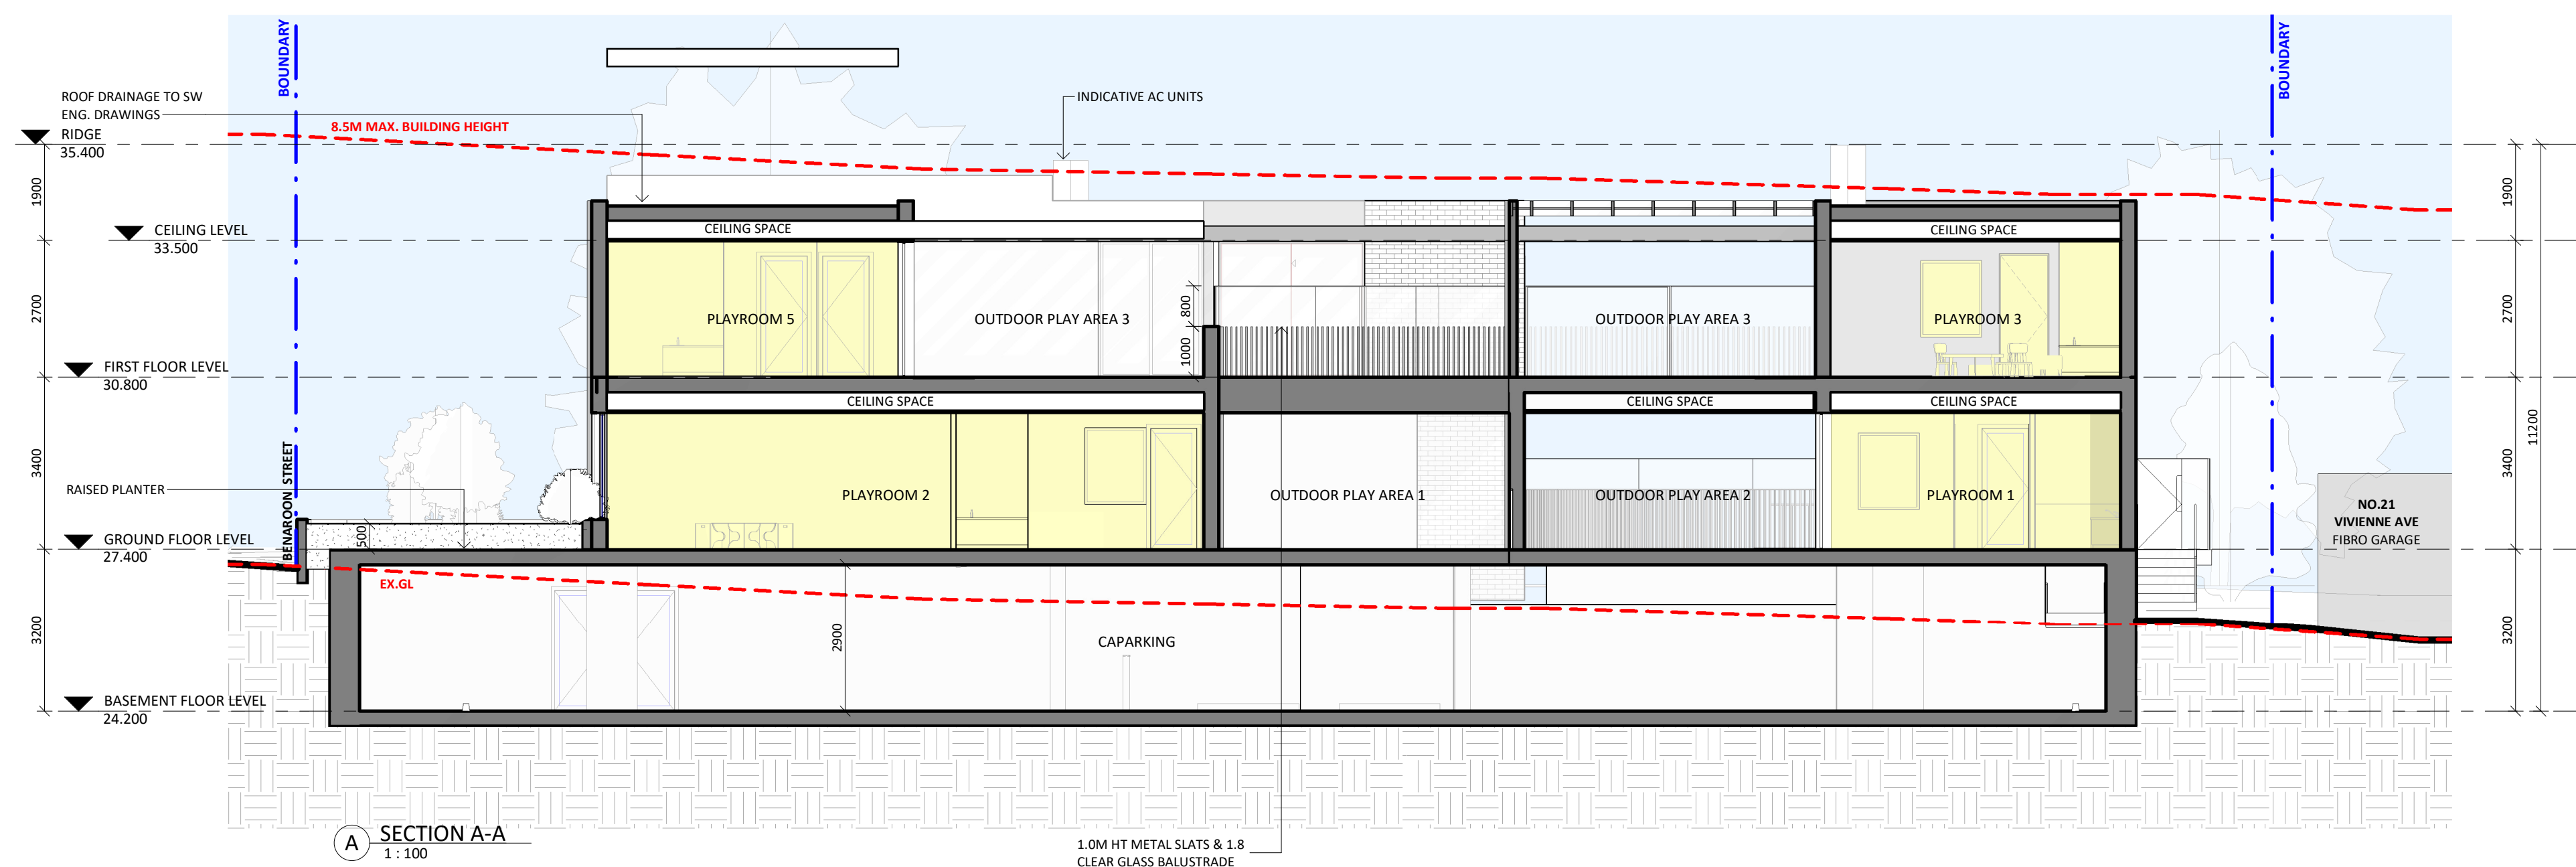 BOUNDARY
BOUNDARY
ROOF DRAINAGE TO SW
ENG. DRAWINGS
INDICATIVE AC UNITS
8.5M MAX. BUILDING HEIGHT
RIDGE
35.400
1900
1900
CEILING LEVEL
33.500
CEILING SPACE
CEILING SPACE
2700
2700
800
1000
PLAYROOM 5
OUTDOOR PLAY AREA 3
OUTDOOR PLAY AREA 3
PLAYROOM 3
FIRST FLOOR LEVEL
30.800
CEILING SPACE
CEILING SPACE
CEILING SPACE
11200
3400
3400
BENAROON STREET
RAISED PLANTER
500
PLAYROOM 2
OUTDOOR PLAY AREA 1
OUTDOOR PLAY AREA 2
PLAYROOM 1
NO.21
VIVIENNE AVE
FIBRO GARAGE
GROUND FLOOR LEVEL
27.400
EX.GL
3200
2900
CAPARKING
3200
BASEMENT FLOOR LEVEL
24.200
A
SECTION A-A
1 : 100
1.0M HT METAL SLATS & 1.8
CLEAR GLASS BALUSTRADE